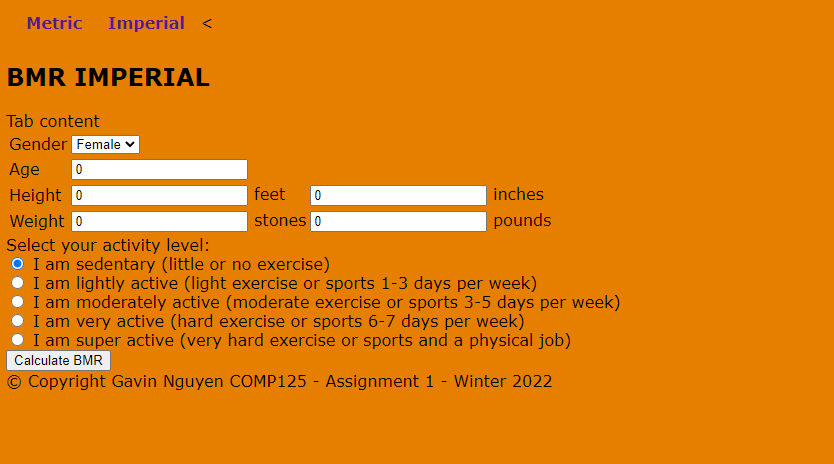 Metric Imperial <
BMR IMPERIAL
Tab content
Gender Female
Age 0
Height 0 feet 0 inches
Weight 0 stones 0 pounds
Select your activity level:
I am sedentary (little or no exercise)
I am lightly active (light exercise or sports 1-3 days per week)
I am moderately active (moderate exercise or sports 3-5 days per week)
I am very active (hard exercise or sports 6-7 days per week)
I am super active (very hard exercise or sports and a physical job)
Calculate BMR
© Copyright Gavin Nguyen COMP125 - Assignment 1 - Winter 2022